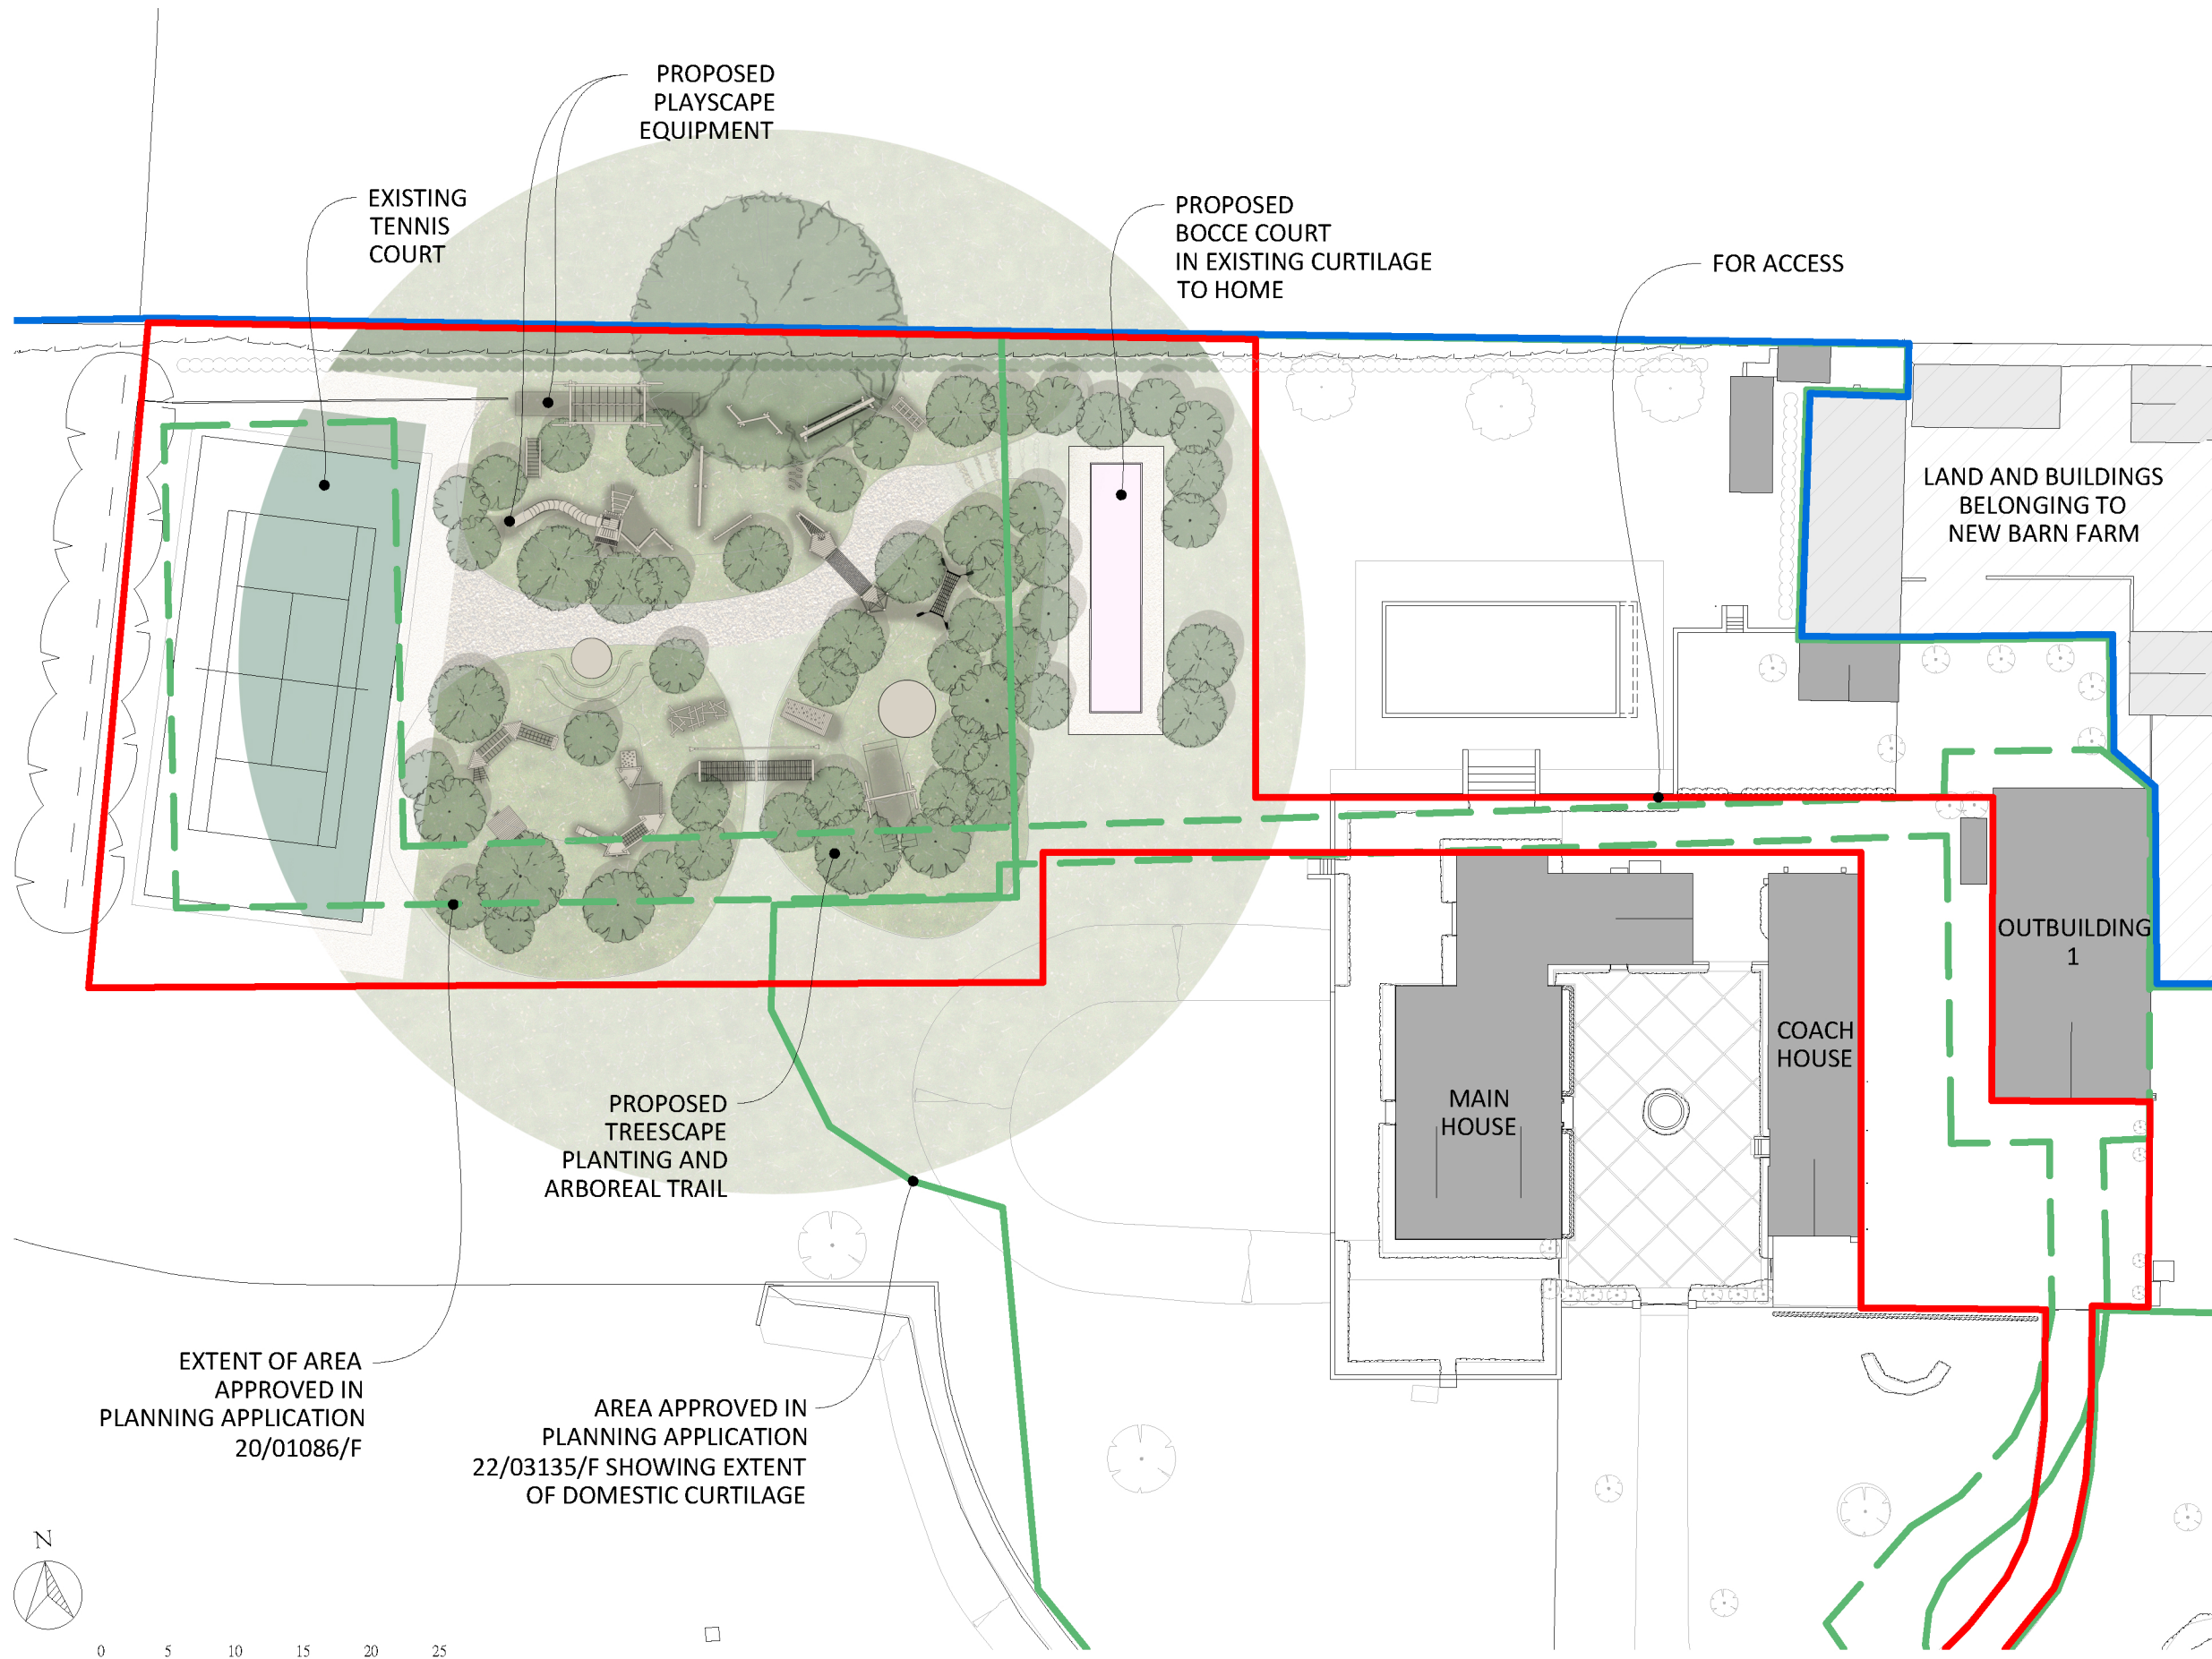 PROPOSED
PLAYSCAPE
EQUIPMENT
EXISTING
TENNIS
COURT
PROPOSED
BOCCE COURT
IN EXISTING CURTILAGE
TO HOME
FOR ACCESS
LAND AND BUILDINGS
BELONGING TO
NEW BARN FARM
OUTBUILDING
1
COACH
HOUSE
MAIN
HOUSE
PROPOSED
TREESCAPE
PLANTING AND
ARBOREAL TRAIL
EXTENT OF AREA
APPROVED IN
PLANNING APPLICATION
20/01086/F
AREA APPROVED IN
PLANNING APPLICATION
22/03135/F SHOWING EXTENT
OF DOMESTIC CURTILAGE
N
0 5 10 15 20 25